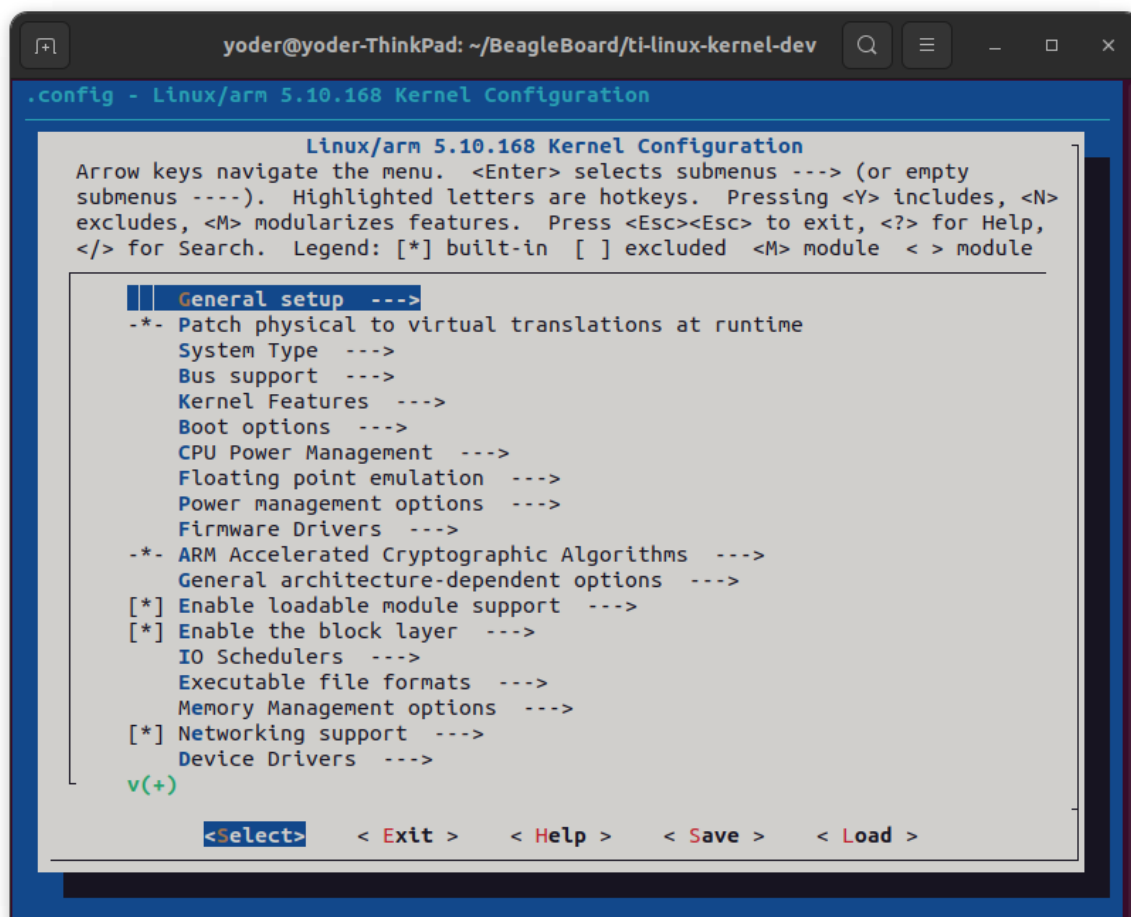 yoder@yoder-ThinkPad: ~/BeagleBoard/ti-linux-kernel-dev
.config - Linux/arm 5.10.168 Kernel Configuration
Linux/arm 5.10.168 Kernel Configuration
Arrow keys navigate the menu.  <Enter> selects submenus ---> (or empty
submenus ----).  Highlighted letters are hotkeys.  Pressing <Y> includes, <N>
excludes, <M> modularizes features.  Press <Esc><Esc> to exit, <?> for Help,
</> for Search.  Legend: [*] built-in  [ ] excluded  <M> module  < > module
General setup  --->
-*- Patch physical to virtual translations at runtime
System Type  --->
Bus support  --->
Kernel Features  --->
Boot options  --->
CPU Power Management  --->
Floating point emulation  --->
Power management options  --->
Firmware Drivers  --->
-*- ARM Accelerated Cryptographic Algorithms  --->
General architecture-dependent options  --->
[*] Enable loadable module support  --->
[*] Enable the block layer  --->
IO Schedulers  --->
Executable file formats  --->
Memory Management options  --->
[*] Networking support  --->
Device Drivers  --->
v(+)
<Select>    < Exit >    < Help >    < Save >    < Load >